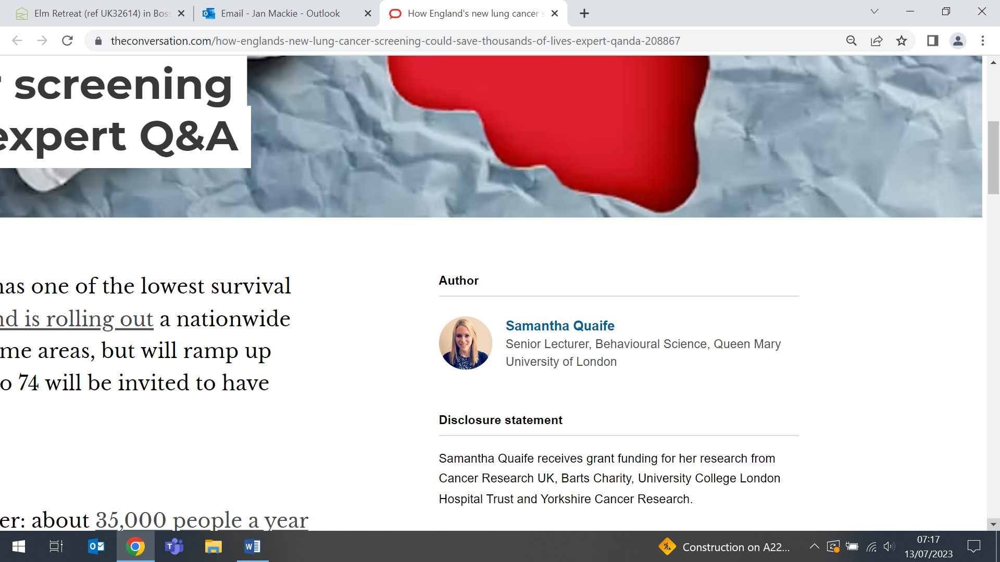 Elm Retreat (ref UK32614) in Boss
Email - Jan Mackie - Outlook
How England's new lung cancer s
theconversation.com/how-englands-new-lung-cancer-screening-could-save-thousands-of-lives-expert-qanda-208867
screening
expert Q&A
has one of the lowest survival
nd is rolling out a nationwide
me areas, but will ramp up
o 74 will be invited to have
er: about 35,000 people a year
Author
Samantha Quaife
Senior Lecturer, Behavioural Science, Queen Mary
University of London
Disclosure statement
Samantha Quaife receives grant funding for her research from
Cancer Research UK, Barts Charity, University College London
Hospital Trust and Yorkshire Cancer Research.
Construction on A22...
07:17
13/07/2023